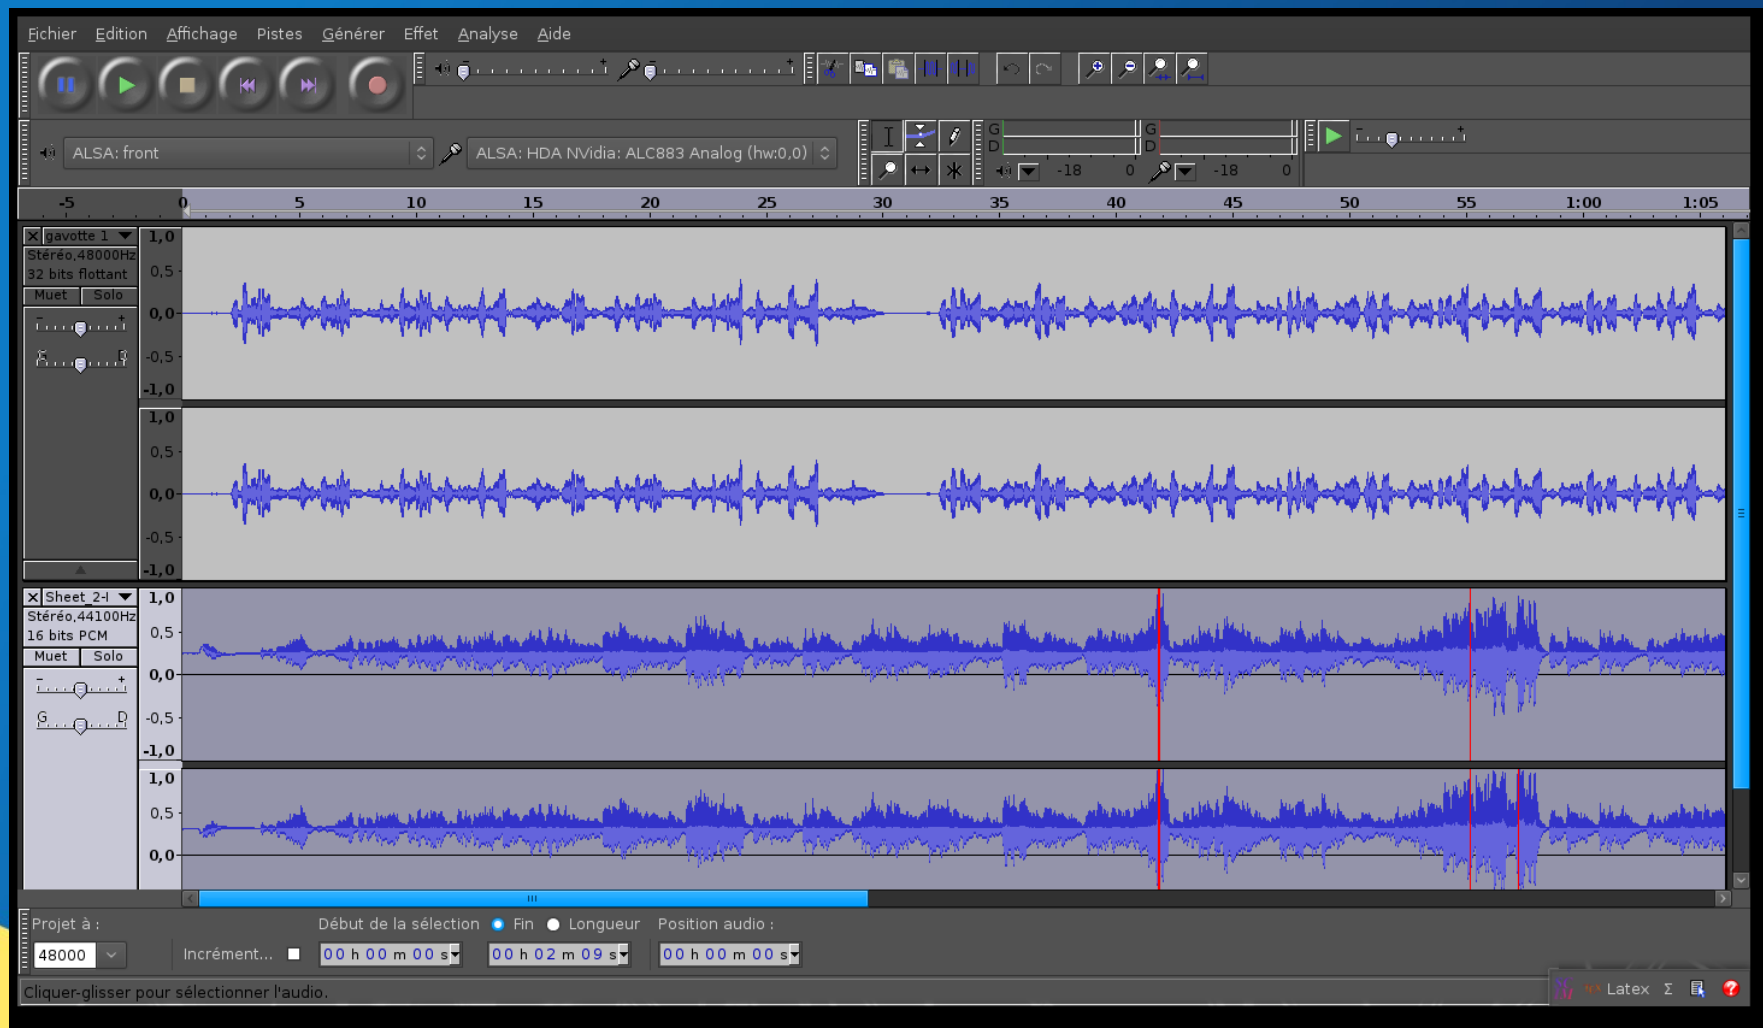 Fichier Edition Affichage Pistes Générer Effet Analyse Aide
ALSA: front
ALSA: HDA NVidia: ALC883 Analog (hw:0,0)
G
D
-18 0
G
D
-18 0
-5 0 5 10 15 20 25 30 35 40 45 50 55 1:00 1:05
gavotte 1
Stéréo,48000Hz
32 bits flottant
Muet Solo
- +
1,0
0,5
0,0
-0,5
-1,0
1,0
0,5
0,0
-0,5
-1,0
Sheet_2-I
Stéréo,44100Hz
16 bits PCM
Muet Solo
- +
G D
1,0
0,5
0,0
-0,5
-1,0
1,0
0,5
0,0
Projet à :
48000
Incrément...
Début de la sélection
Fin
Longueur
Position audio :
00 h 00 m 00 s
00 h 02 m 09 s
00 h 00 m 00 s
Cliquer-glisser pour sélectionner l'audio.
Latex Σ